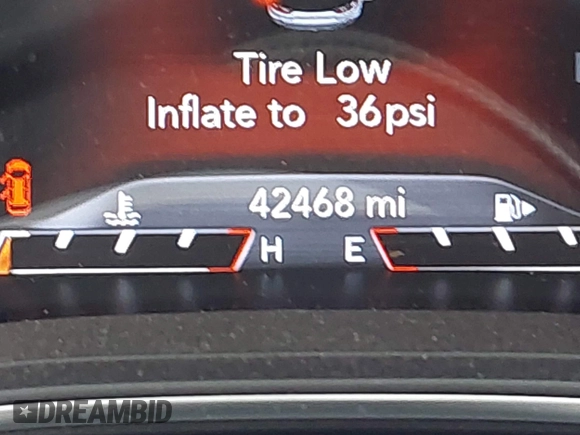 Tire Low
Inflate to 36psi
42468 mi
H E
DREAMBID